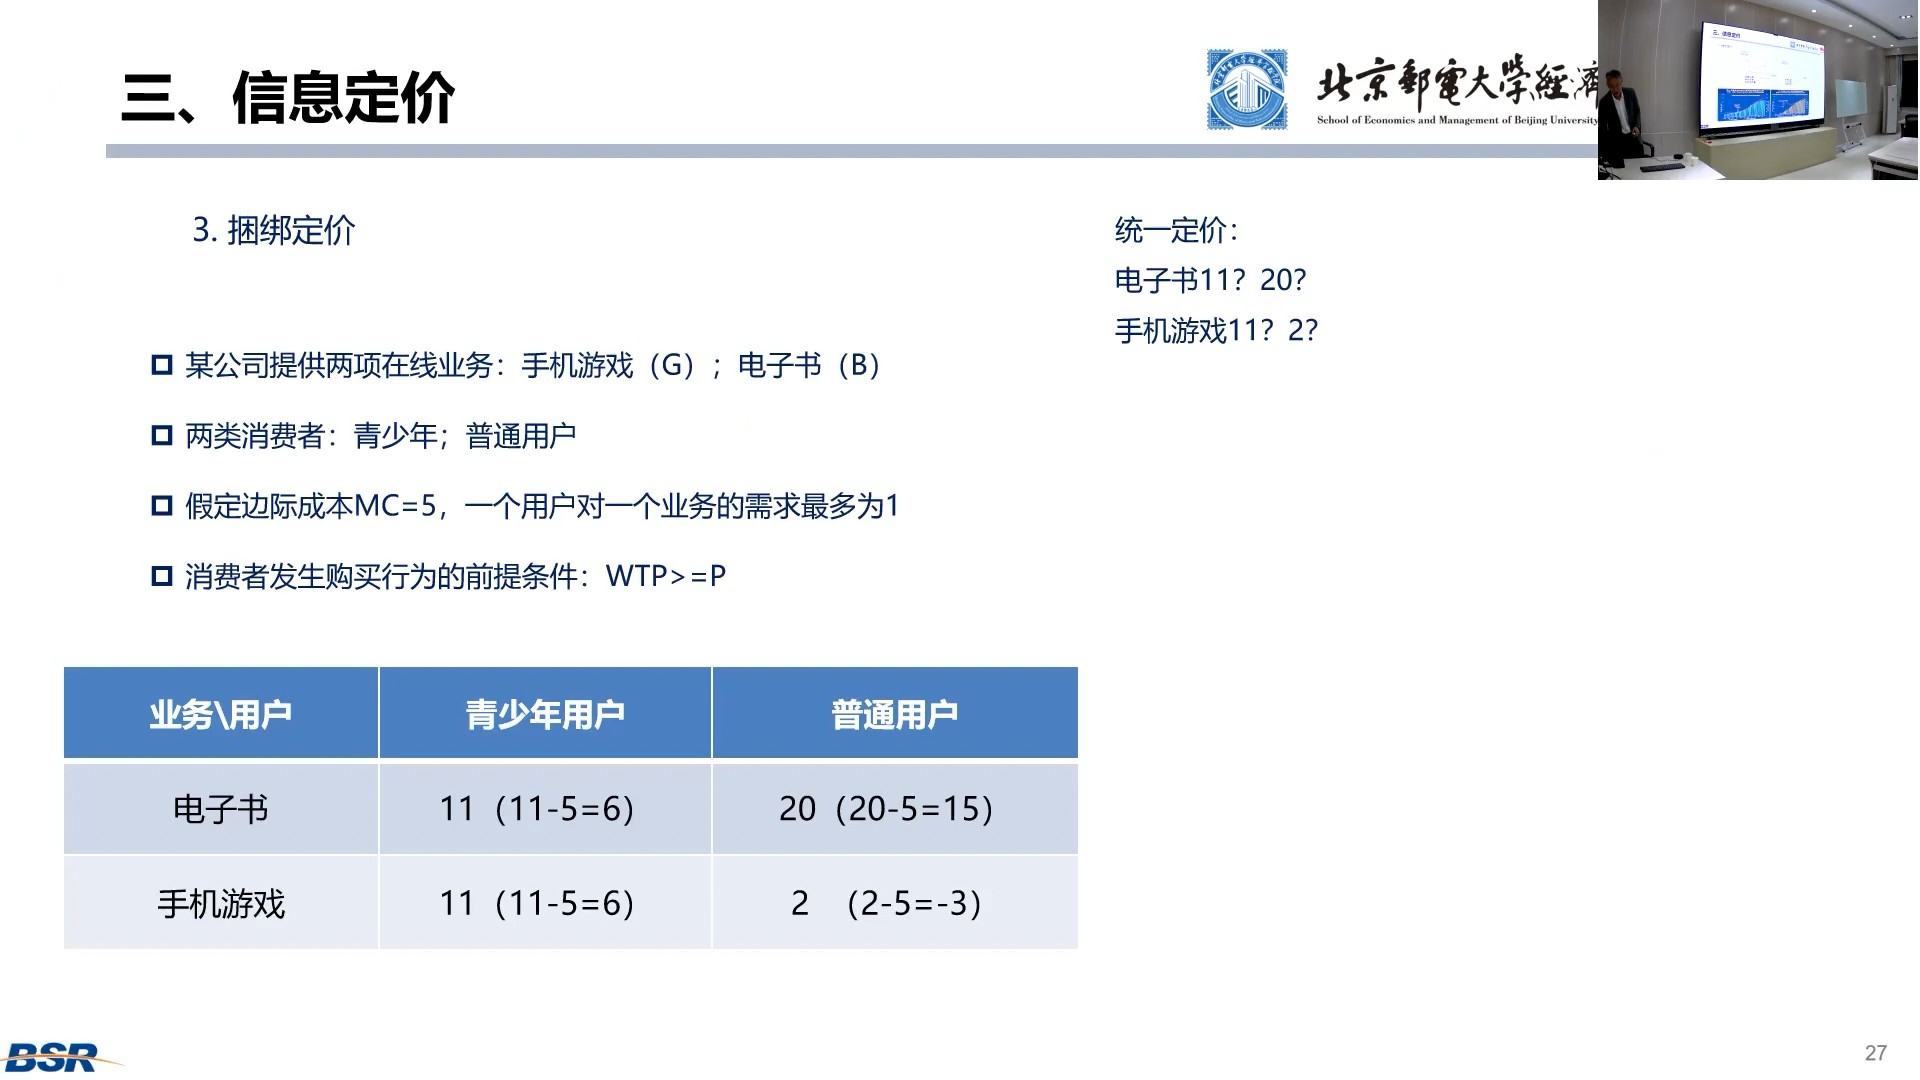 三、信息定价
北京郵電大學經濟
School of Economics and Management of Beijing University
3. 捆绑定价
□ 某公司提供两项在线业务：手机游戏（G）；电子书（B）
□ 两类消费者：青少年；普通用户
□ 假定边际成本MC=5，一个用户对一个业务的需求最多为1
□ 消费者发生购买行为的前提条件：WTP>=P
统一定价：
电子书11？20？
手机游戏11？2？
业务\用户 青少年用户 普通用户
电子书 11（11-5=6） 20（20-5=15）
手机游戏 11（11-5=6） 2 （2-5=-3）
BSR
27